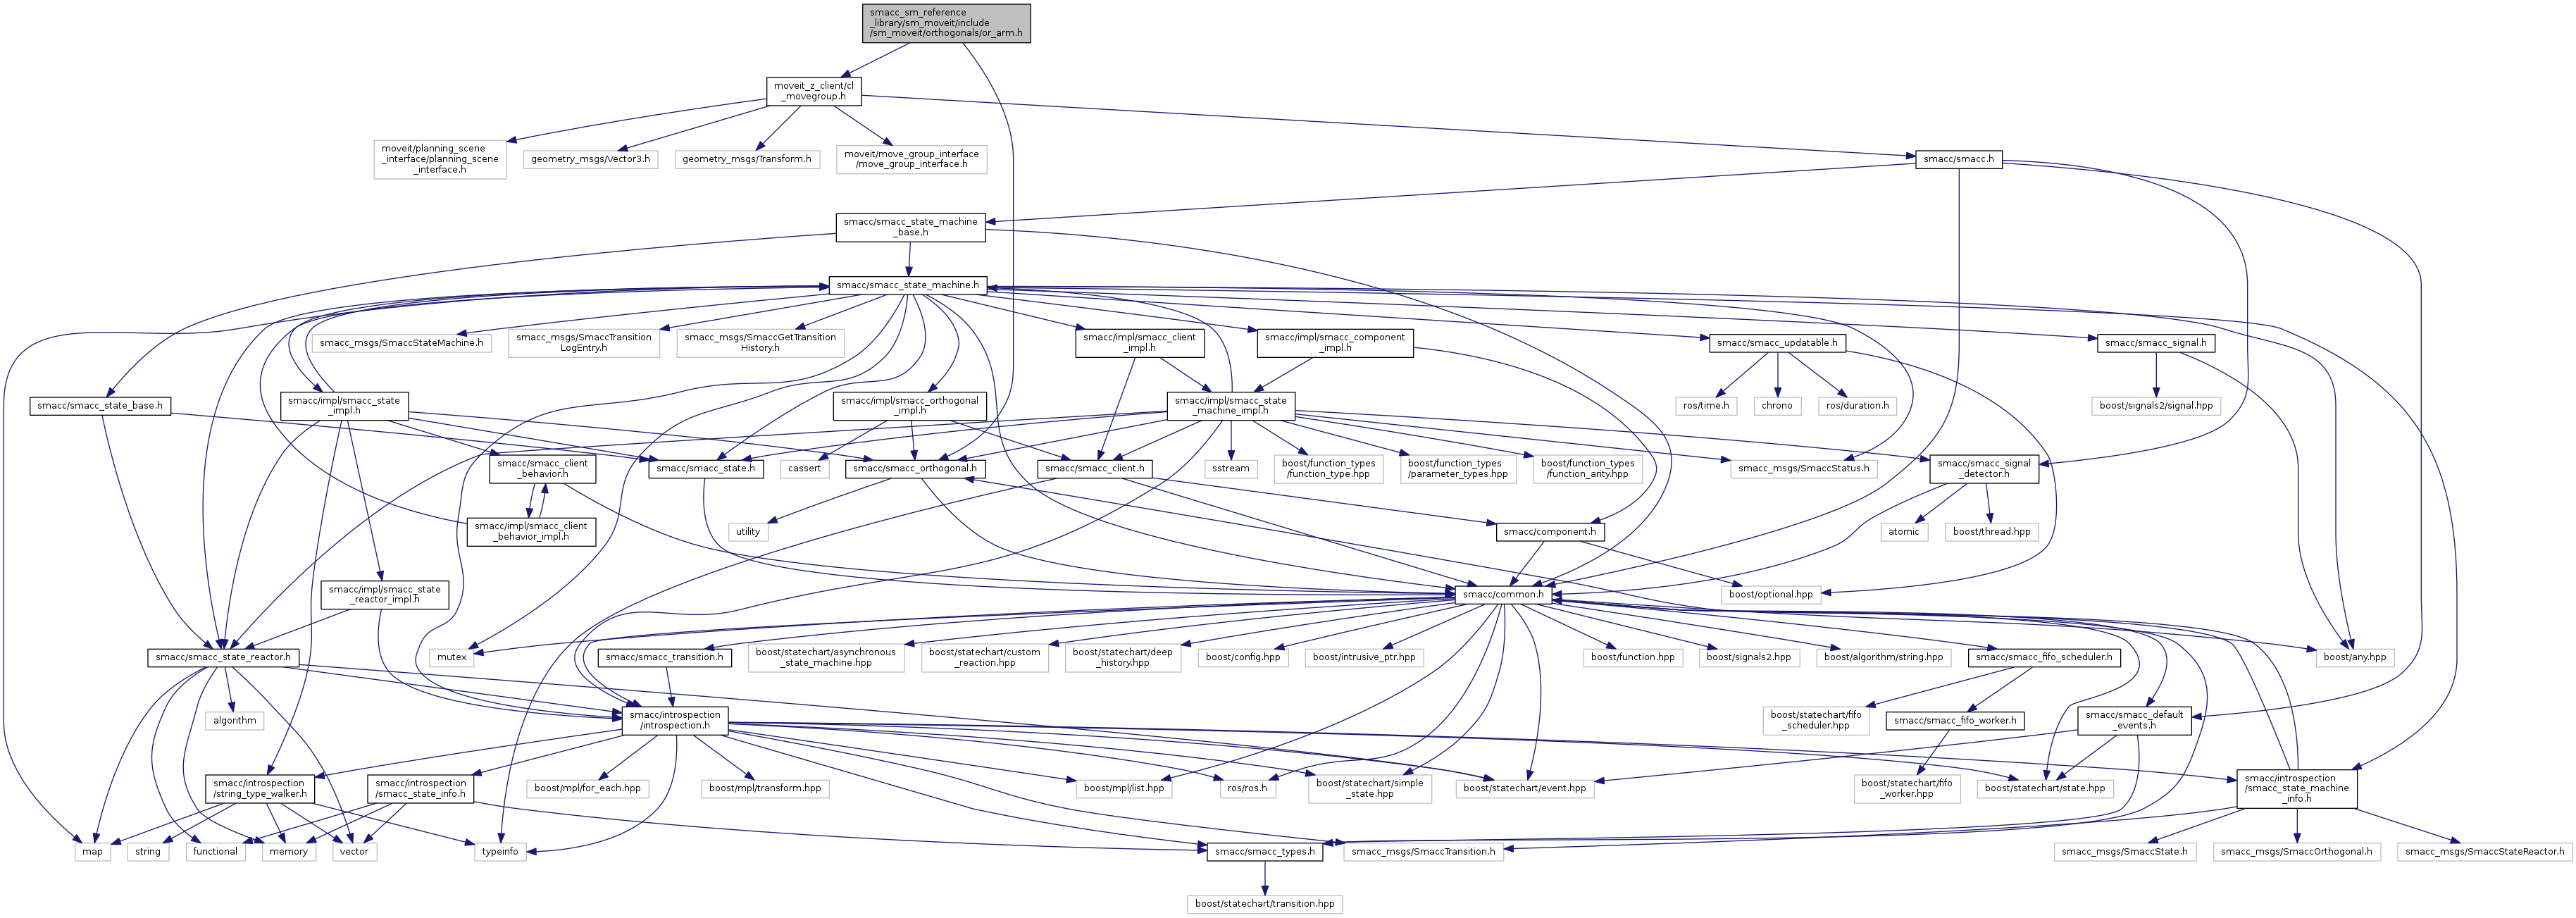 smacc_sm_reference
_library/sm_moveit/include
/sm_moveit/orthogonals/or_arm.h
moveit_z_client/cl
_movegroup.h
moveit/planning_scene
_interface/planning_scene
_interface.h
geometry_msgs/Vector3.h
geometry_msgs/Transform.h
moveit/move_group_interface
/move_group_interface.h
smacc/smacc.h
smacc/smacc_state_machine
_base.h
smacc/smacc_state_machine.h
smacc_msgs/SmaccStateMachine.h
smacc_msgs/SmaccTransition
LogEntry.h
smacc_msgs/SmaccGetTransition
History.h
smacc/impl/smacc_client
_impl.h
smacc/impl/smacc_component
_impl.h
smacc/smacc_updatable.h
smacc/smacc_signal.h
smacc/smacc_state_base.h
smacc/impl/smacc_state
_impl.h
smacc/impl/smacc_orthogonal
_impl.h
smacc/impl/smacc_state
_machine_impl.h
ros/time.h
chrono
ros/duration.h
boost/signals2/signal.hpp
smacc/smacc_client
_behavior.h
smacc/smacc_state.h
cassert
smacc/smacc_orthogonal.h
smacc/smacc_client.h
sstream
boost/function_types
/function_type.hpp
boost/function_types
/parameter_types.hpp
boost/function_types
/function_arity.hpp
smacc_msgs/SmaccStatus.h
smacc/smacc_signal
_detector.h
smacc/impl/smacc_client
_behavior_impl.h
utility
smacc/component.h
atomic
boost/thread.hpp
smacc/impl/smacc_state
_reactor_impl.h
smacc/common.h
boost/optional.hpp
smacc/smacc_state_reactor.h
mutex
smacc/smacc_transition.h
boost/statechart/asynchronous
_state_machine.hpp
boost/statechart/custom
_reaction.hpp
boost/statechart/deep
_history.hpp
boost/config.hpp
boost/intrusive_ptr.hpp
boost/function.hpp
boost/signals2.hpp
boost/algorithm/string.hpp
smacc/smacc_fifo_scheduler.h
boost/any.hpp
algorithm
smacc/introspection
/introspection.h
boost/statechart/fifo
_scheduler.hpp
smacc/smacc_fifo_worker.h
smacc/smacc_default
_events.h
smacc/introspection
/string_type_walker.h
smacc/introspection
/smacc_state_info.h
boost/mpl/for_each.hpp
boost/mpl/transform.hpp
boost/mpl/list.hpp
ros/ros.h
boost/statechart/simple
_state.hpp
boost/statechart/event.hpp
boost/statechart/fifo
_worker.hpp
boost/statechart/state.hpp
smacc/introspection
/smacc_state_machine
_info.h
map
string
functional
memory
vector
typeinfo
smacc/smacc_types.h
smacc_msgs/SmaccTransition.h
smacc_msgs/SmaccState.h
smacc_msgs/SmaccOrthogonal.h
smacc_msgs/SmaccStateReactor.h
boost/statechart/transition.hpp